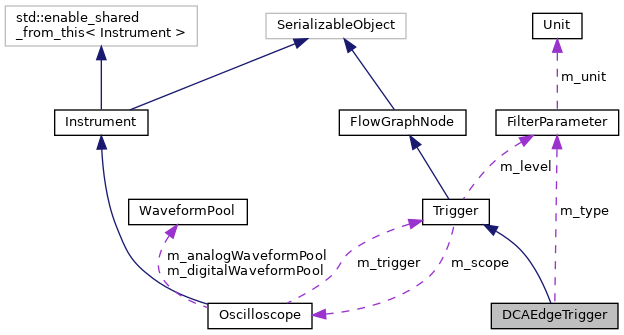 std::enable_shared
_from_this< Instrument >
SerializableObject
Unit
m_unit
Instrument
FlowGraphNode
FilterParameter
m_level
WaveformPool
Trigger
m_type
m_analogWaveformPool
m_digitalWaveformPool
m_trigger
m_scope
Oscilloscope
DCAEdgeTrigger